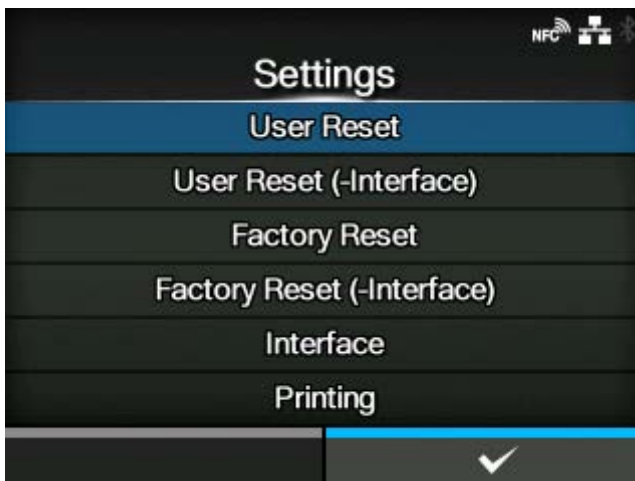 NFC
Settings
User Reset
User Reset (-Interface)
Factory Reset
Factory Reset (-Interface)
Interface
Printing